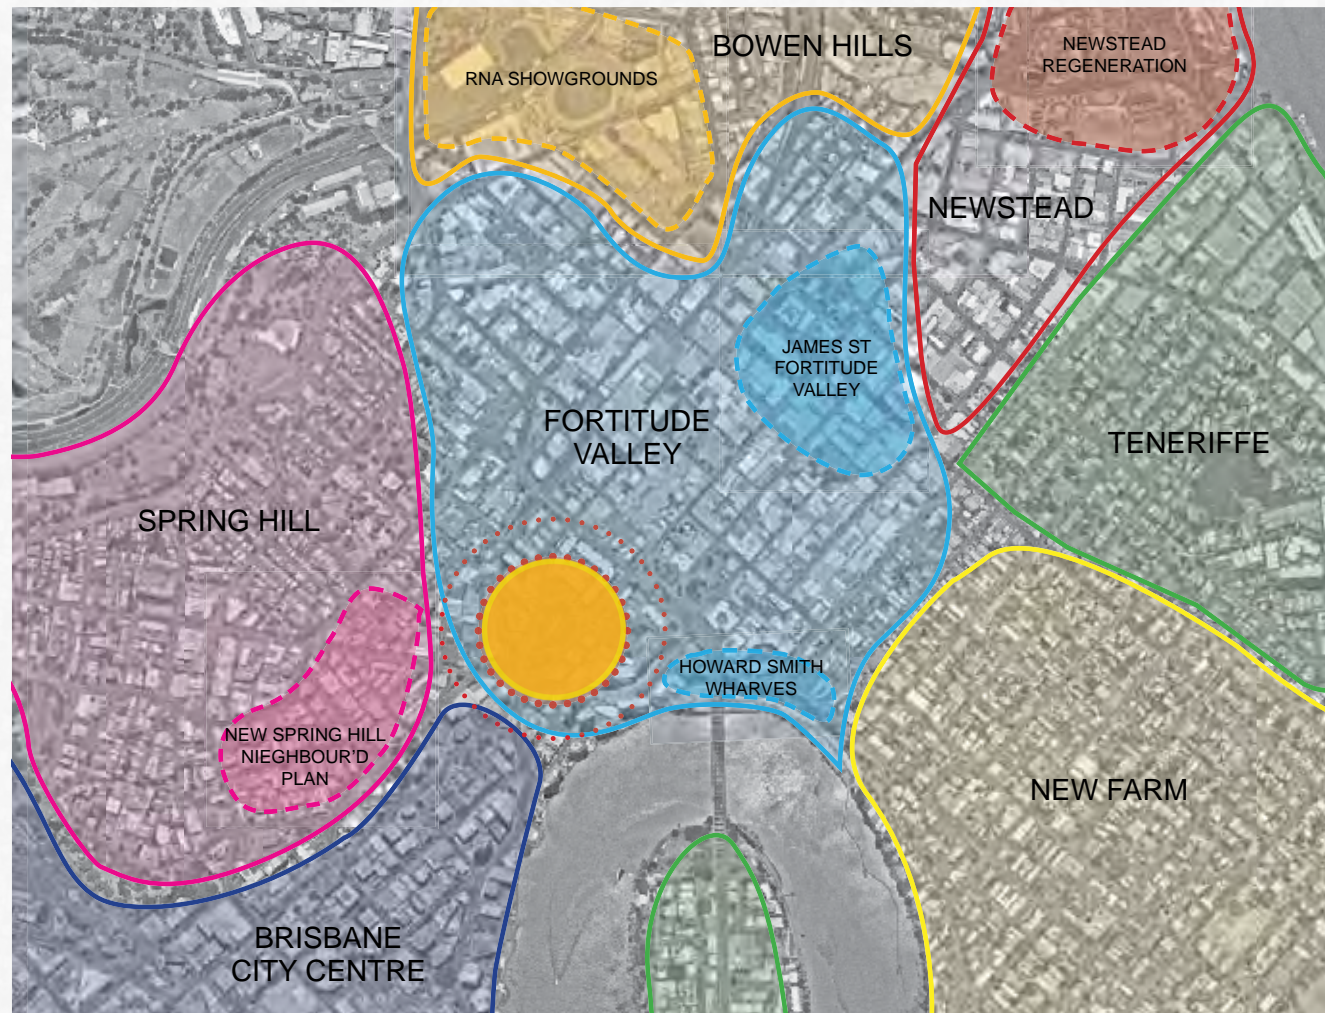 BOWEN HILLS
RNA SHOWGROUNDS
NEWSTEAD
REGENERATION
NEWSTEAD
JAMES ST
FORTITUDE
VALLEY
FORTITUDE
VALLEY
TENERIFFE
SPRING HILL
HOWARD SMITH
WHARVES
NEW SPRING HILL
NIEGHBOUR'D
PLAN
NEW FARM
BRISBANE
CITY CENTRE